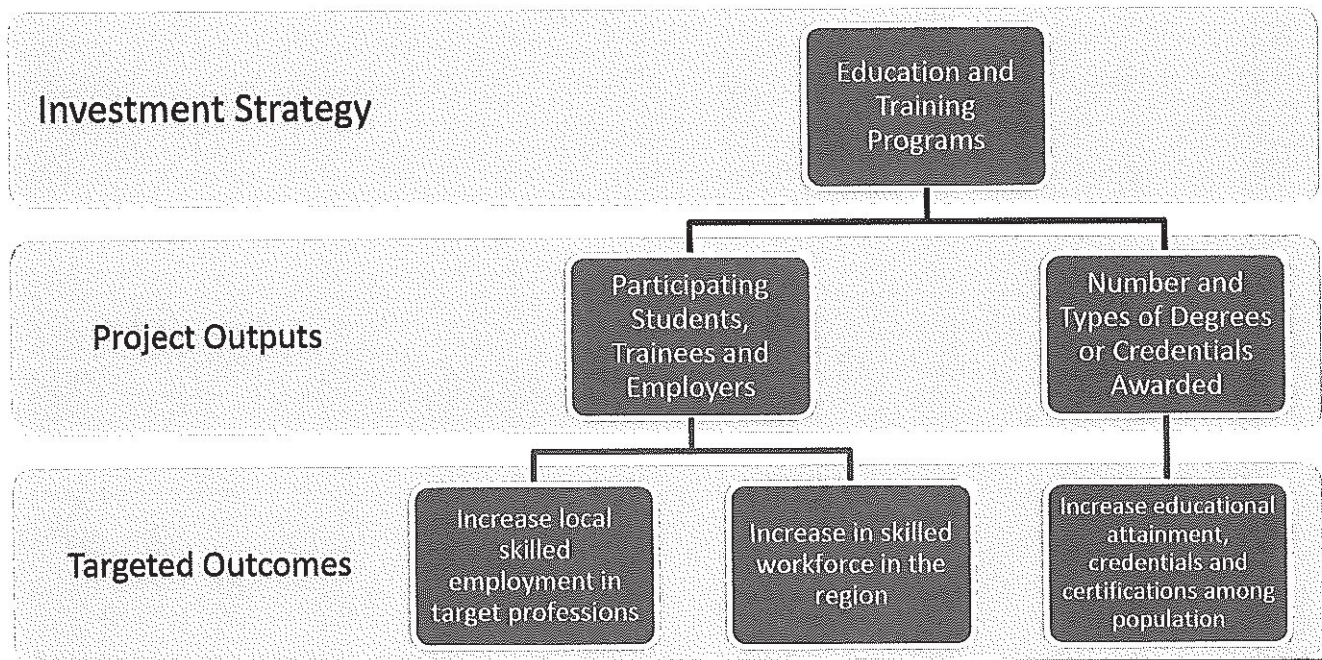 Investment Strategy
Education and
Training
Programs
Project Outputs
Participating
Students,
Trainees and
Employers
Number and
Types of Degrees
or Credentials
Awarded
Targeted Outcomes
Increase local
skilled
employment in
target professions
Increase in skilled
workforce in the
region
Increase educational
attainment,
credentials and
certifications among
population